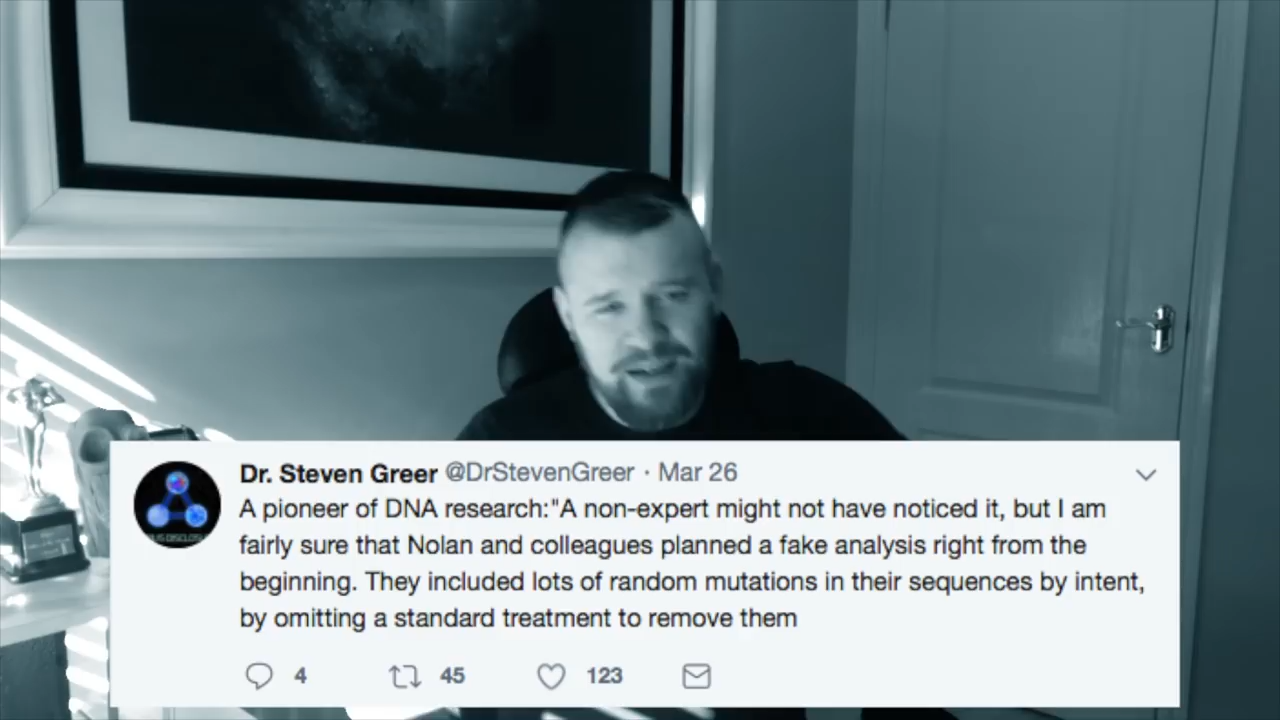 Dr. Steven Greer @DrStevenGreer · Mar 26
A pioneer of DNA research:"A non-expert might not have noticed it, but I am
fairly sure that Nolan and colleagues planned a fake analysis right from the
beginning. They included lots of random mutations in their sequences by intent,
by omitting a standard treatment to remove them
4 45 123